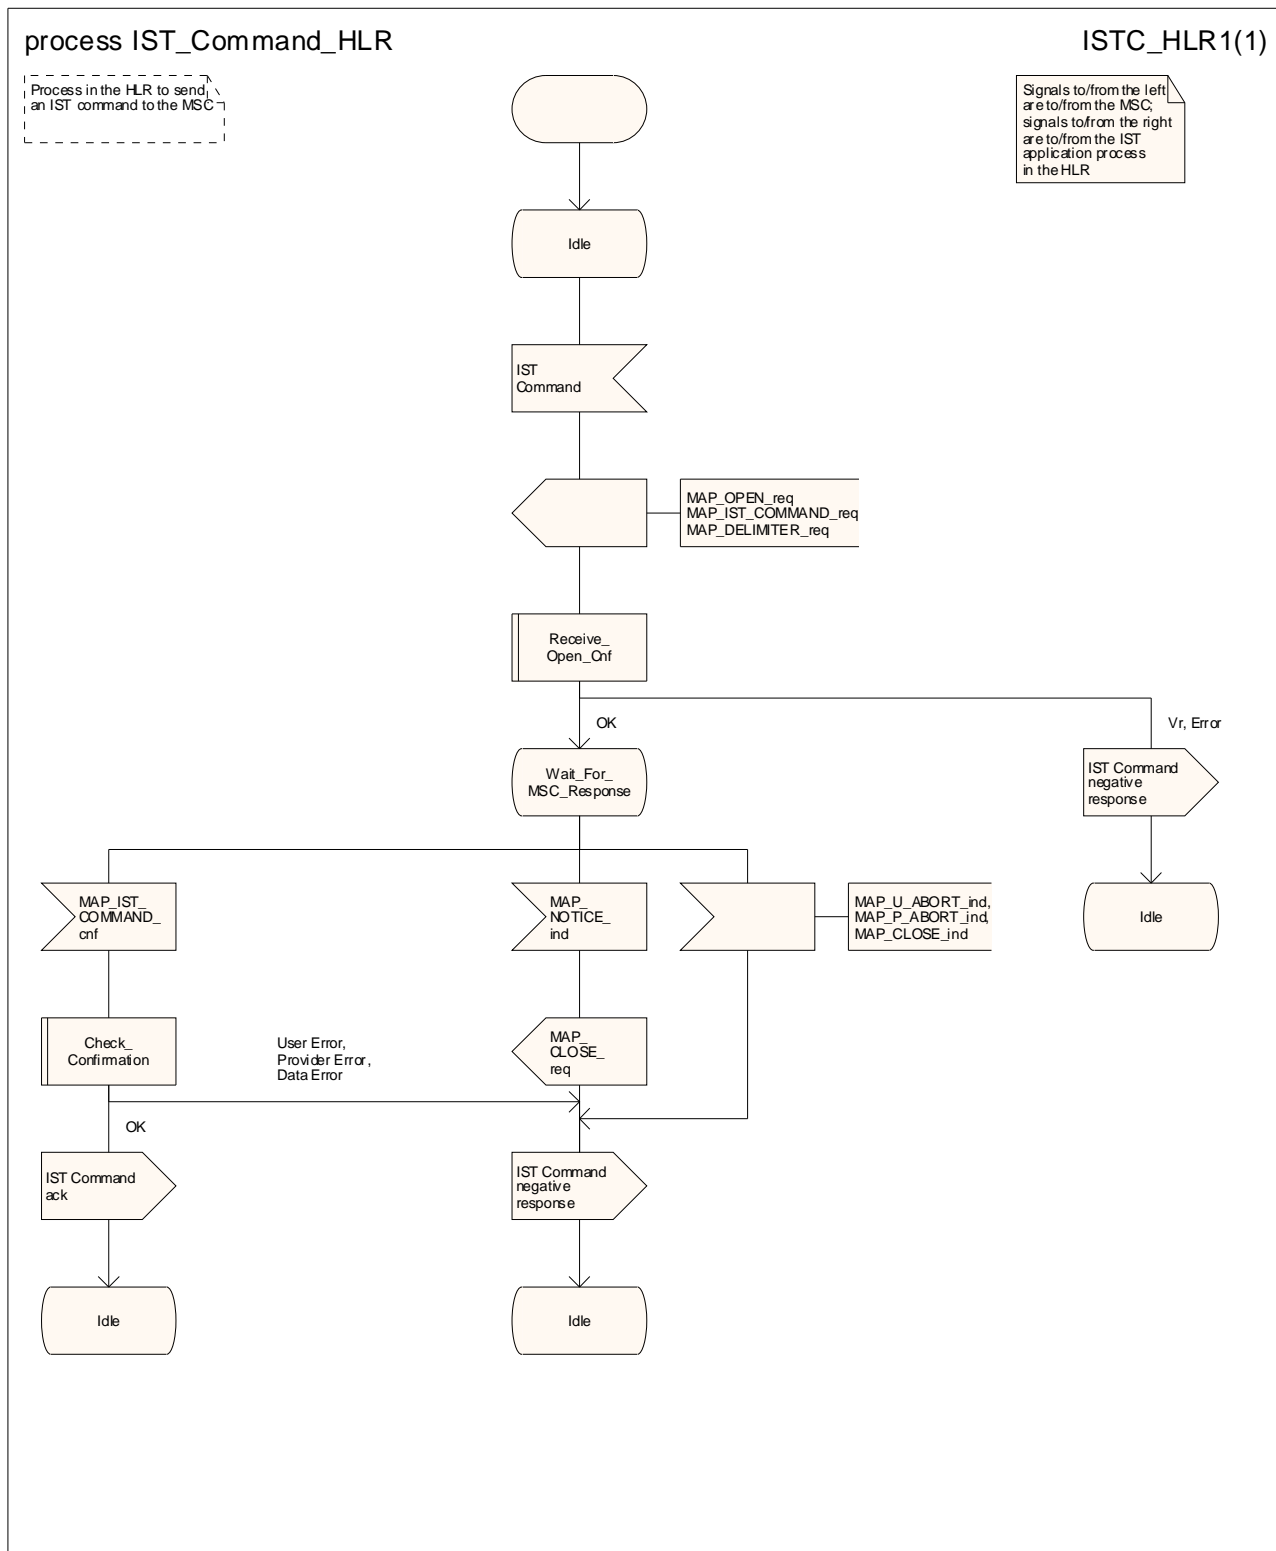 process IST_Command_HLR
ISTC_HLR1(1)
Process in the HLR to send
an IST command to the MSC
Signals to/from the left
are to/from the MSC;
signals to/from the right
are to/from the IST
application process
in the HLR
Idle
IST
Command
MAP_OPEN_req
MAP_IST_COMMAND_req
MAP_DELIMITER_req
Receive_
Open_Cnf
OK
Vr, Error
Wait_For_
MSC_Response
IST Command
negative
response
MAP_IST_
COMMAND_
cnf
MAP_
NOTICE_
ind
MAP_U_ABORT_ind,
MAP_P_ABORT_ind,
MAP_CLOSE_ind
Idle
Check_
Confirmation
User Error,
Provider Error,
Data Error
MAP_
CLOSE_
req
OK
IST Command
ack
IST Command
negative
response
Idle
Idle